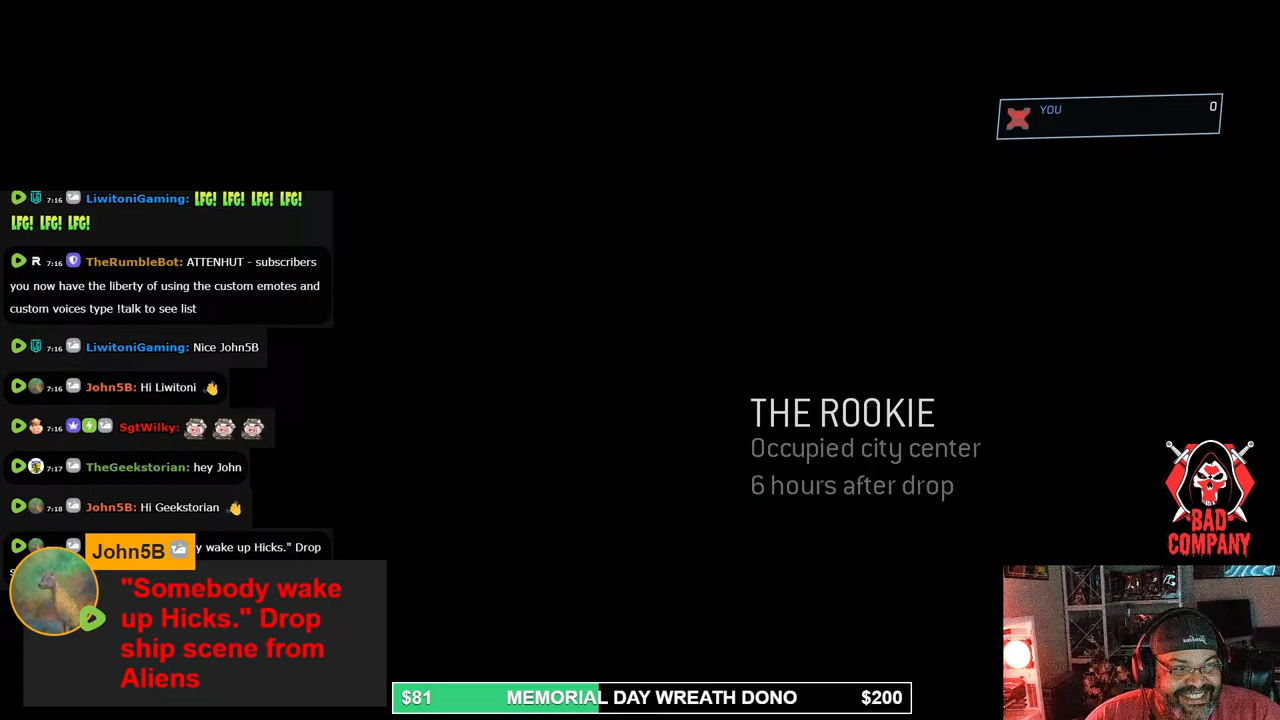 YOU 0
7:16 LiwitoniGaming: LFG! LFG! LFG! LFG!
LFG! LFG! LFG!
R 7:16 TheRumbleBot: ATTENHUT - subscribers
you now have the liberty of using the custom emotes and
custom voices type !talk to see list
7:16 LiwitoniGaming: Nice John5B
7:16 John5B: Hi Liwitoni
7:16 SgtWilky:
7:17 TheGeekstorian: hey John
7:18 John5B: Hi Geekstorian
wake up Hicks." Drop
John5B
"Somebody wake
up Hicks." Drop
ship scene from
Aliens
THE ROOKIE
Occupied city center
6 hours after drop
BAD
COMPANY
$81 MEMORIAL DAY WREATH DONO $200